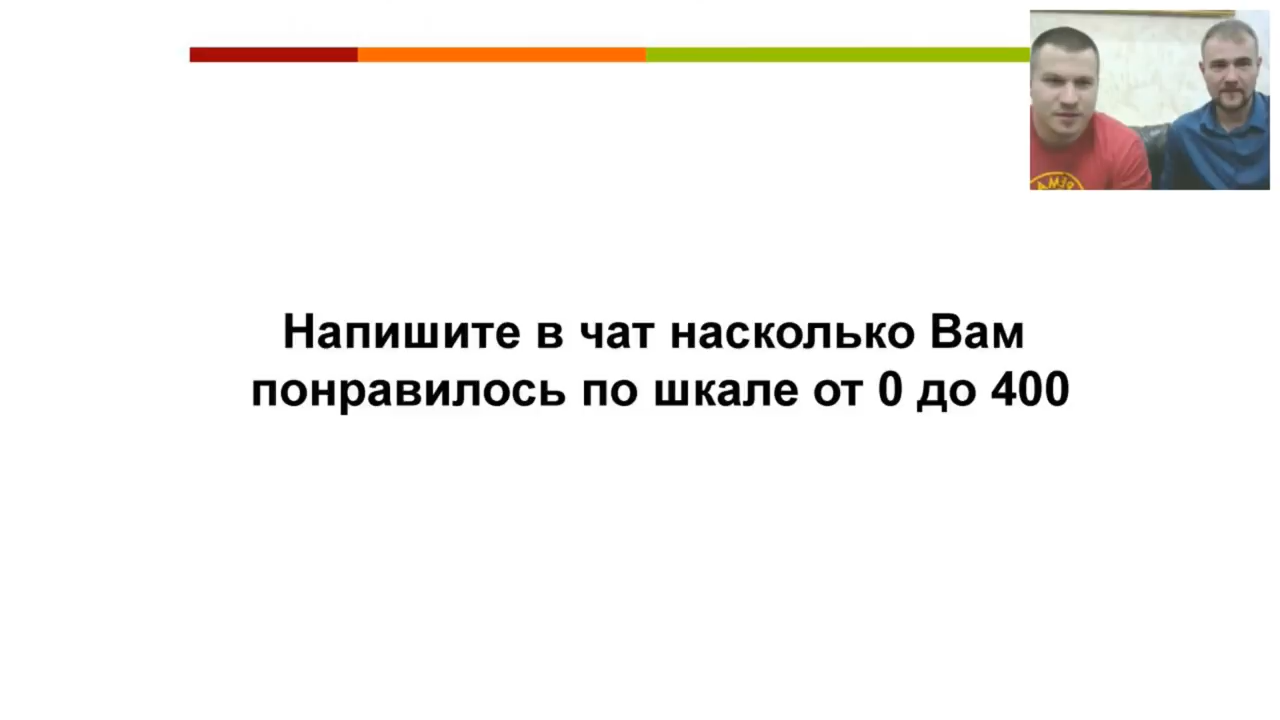 Напишите в чат насколько Вам
понравилось по шкале от 0 до 400